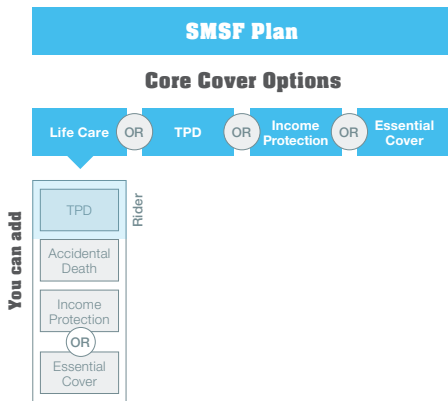 SMSF Plan
Core Cover Options
Life Care OR TPD OR Income Protection OR Essential Cover
You can add
Rider
TPD
Accidental
Death
Income
Protection
OR
Essential
Cover